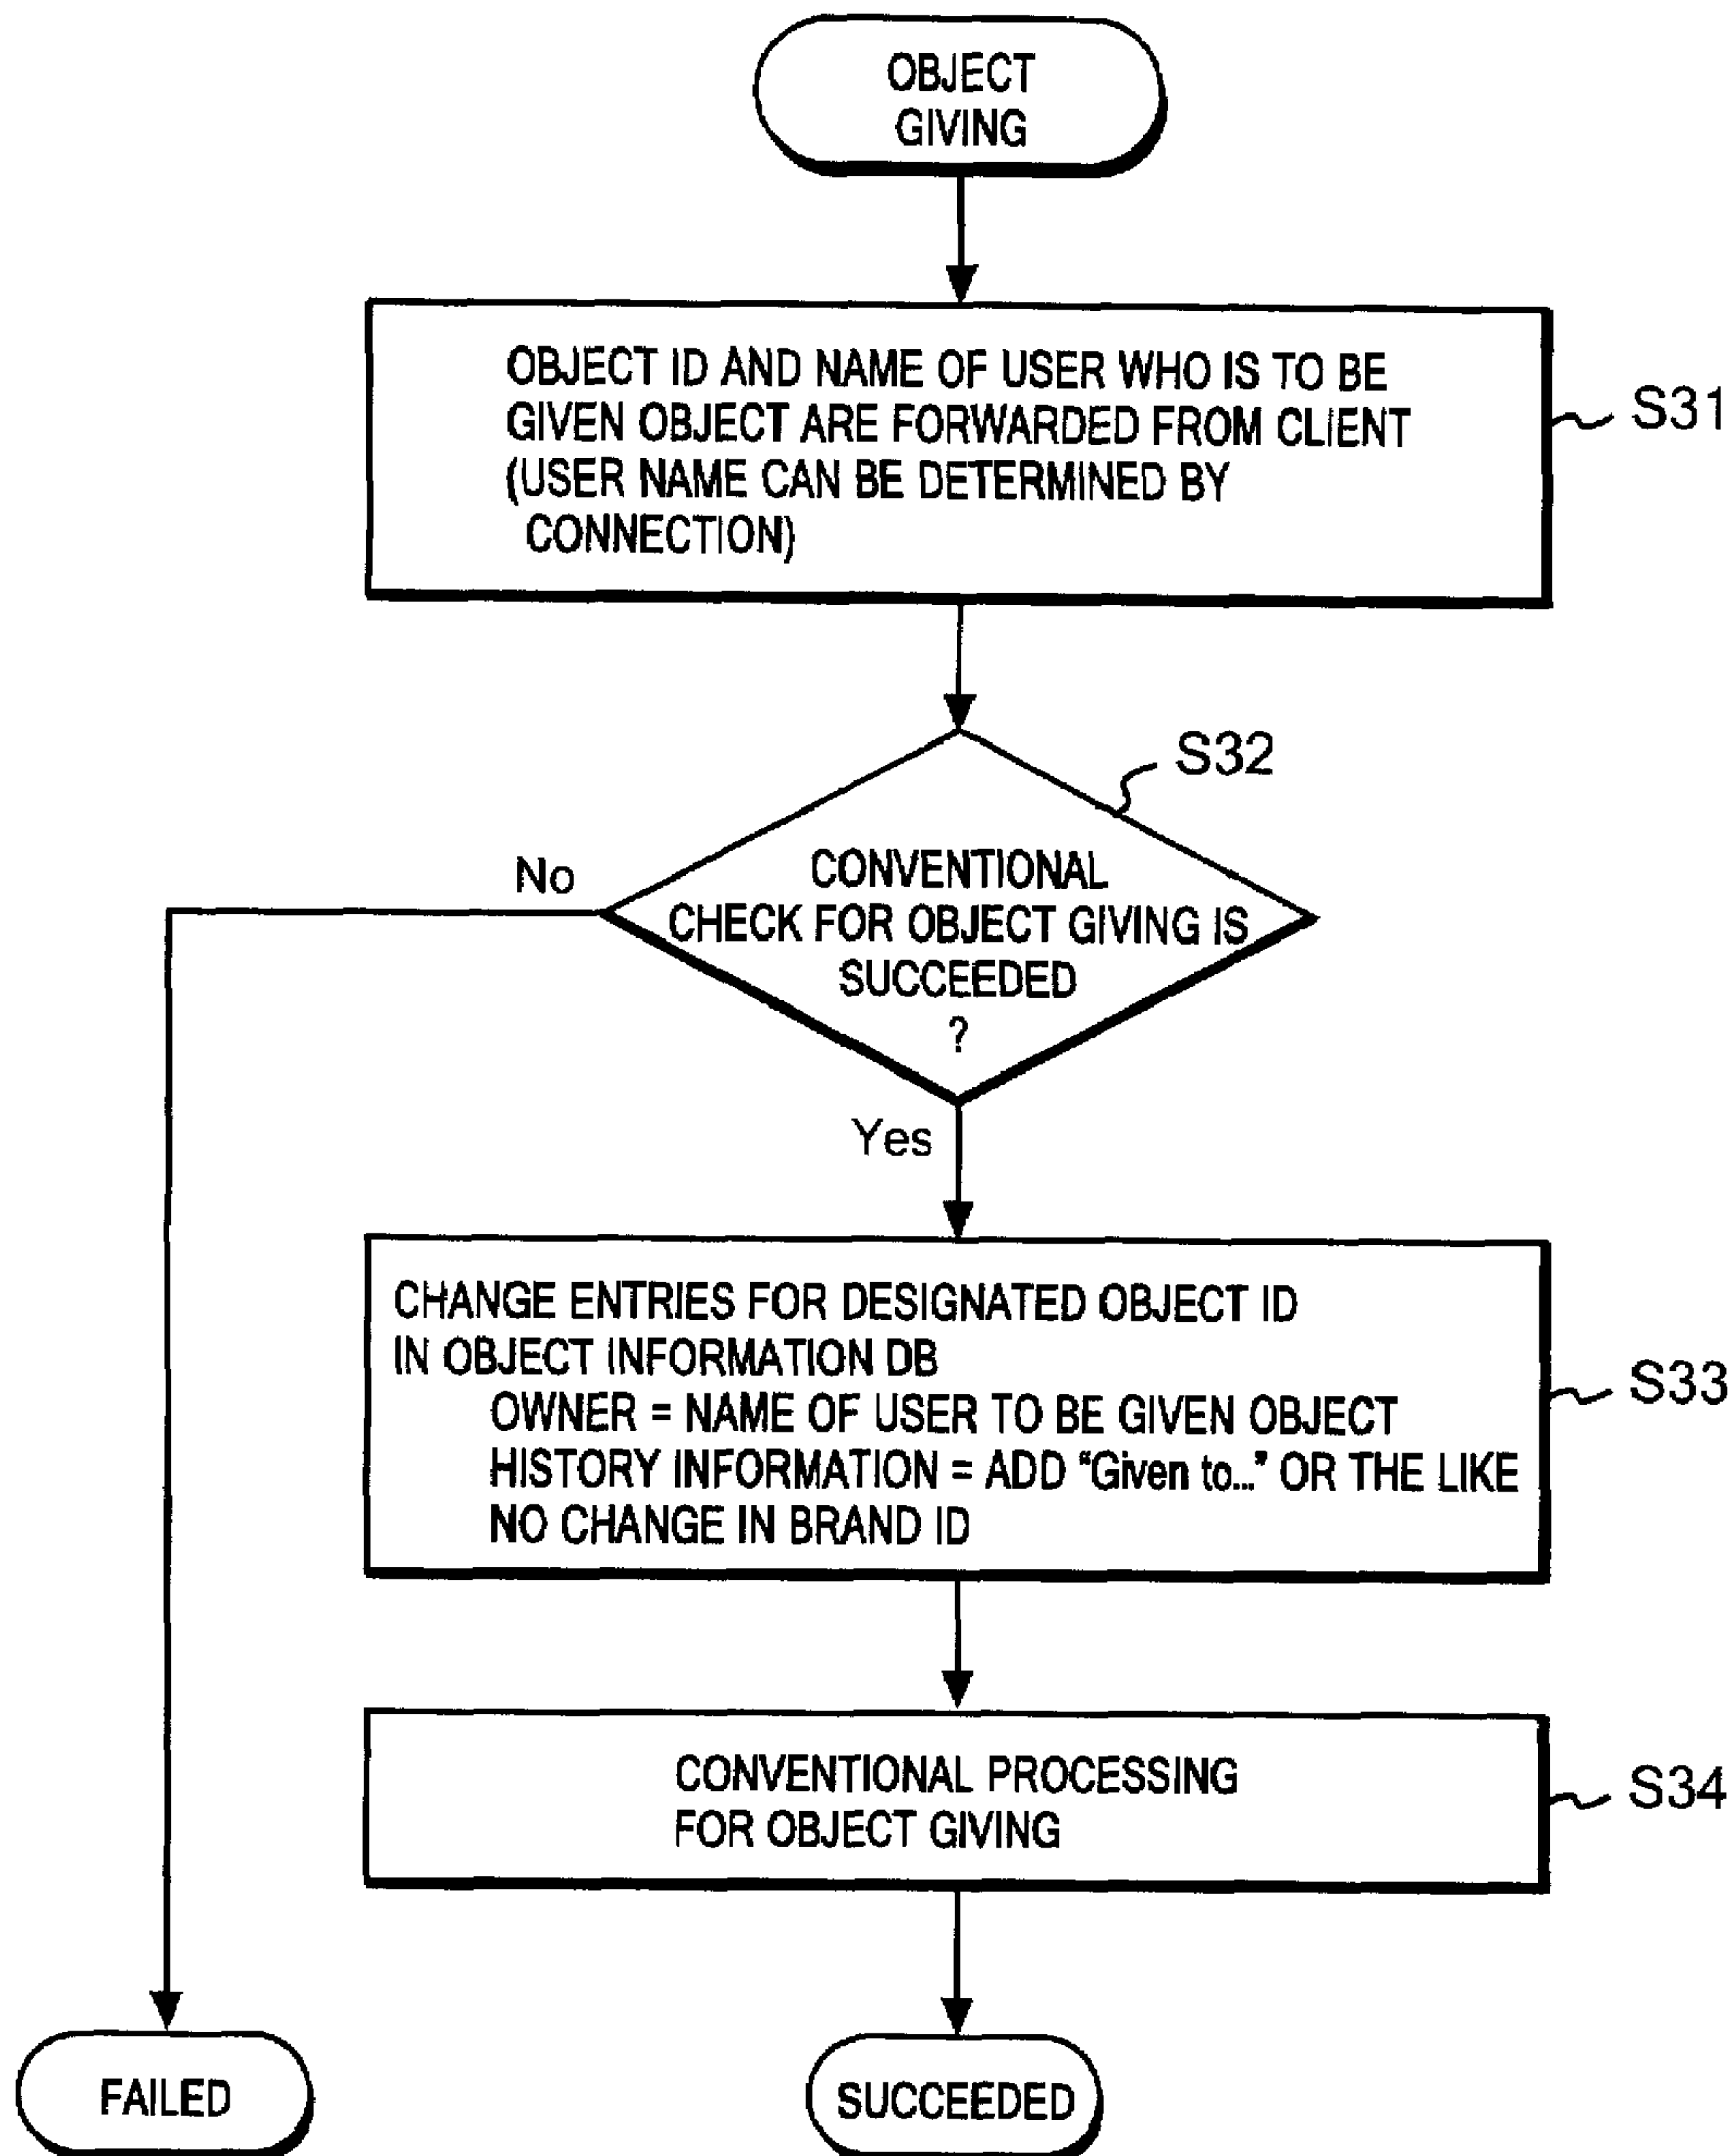 OBJECT
GIVING
OBJECT ID AND NAME OF USER WHO IS TO BE
GIVEN OBJECT ARE FORWARDED FROM CLIENT
(USER NAME CAN BE DETERMINED BY
CONNECTION)
S31
S32
No
CONVENTIONAL
CHECK FOR OBJECT GIVING IS
SUCCEEDED
?
Yes
CHANGE ENTRIES FOR DESIGNATED OBJECT ID
IN OBJECT INFORMATION DB
OWNER = NAME OF USER TO BE GIVEN OBJECT
HISTORY INFORMATION = ADD "Given to..." OR THE LIKE
NO CHANGE IN BRAND ID
S33
CONVENTIONAL PROCESSING
FOR OBJECT GIVING
S34
FAILED
SUCCEEDED